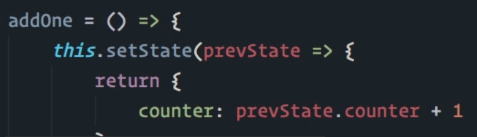 addOne = () => {
this.setState(prevState => {
return {
counter: prevState.counter + 1